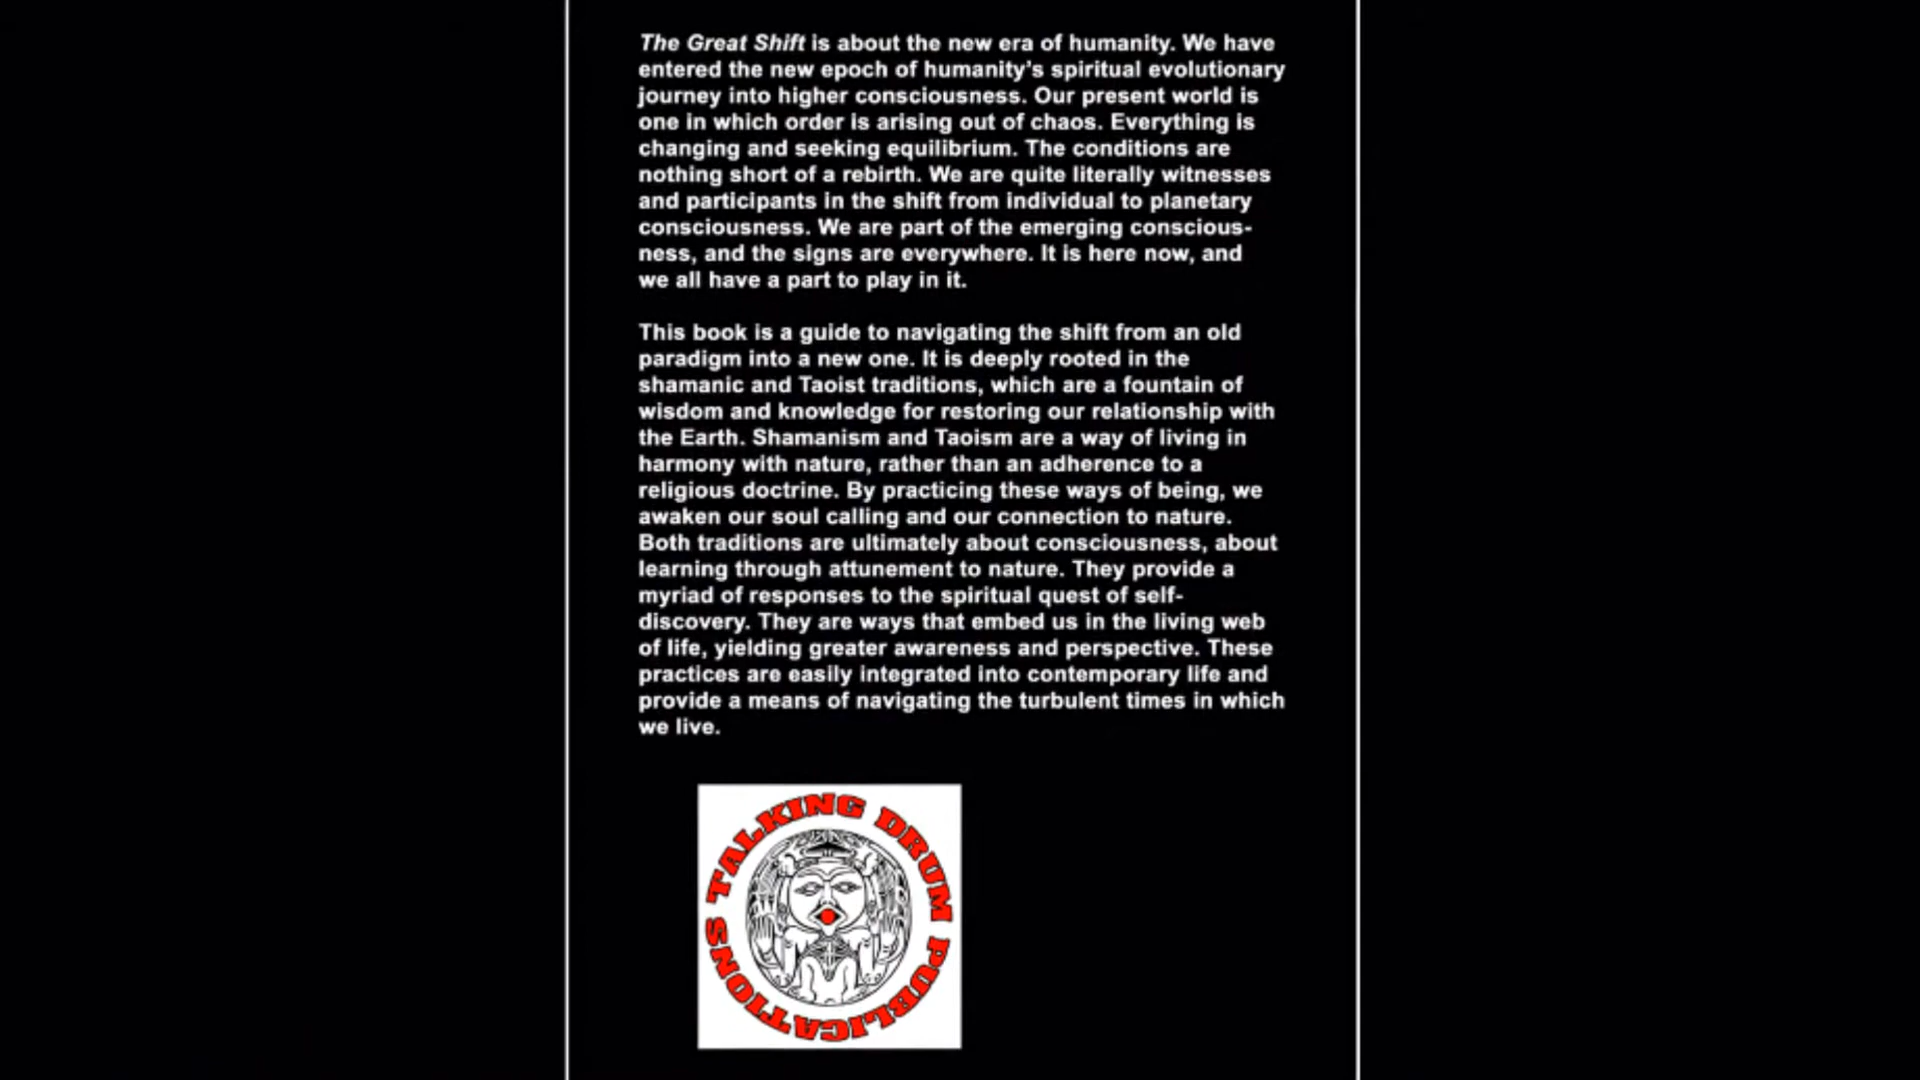 The Great Shift is about the new era of humanity. We have
entered the new epoch of humanity's spiritual evolutionary
journey into higher consciousness. Our present world is
one in which order is arising out of chaos. Everything is
changing and seeking equilibrium. The conditions are
nothing short of a rebirth. We are quite literally witnesses
and participants in the shift from individual to planetary
consciousness. We are part of the emerging conscious-
ness, and the signs are everywhere. It is here now, and
we all have a part to play in it.
This book is a guide to navigating the shift from an old
paradigm into a new one. It is deeply rooted in the
shamanic and Taoist traditions, which are a fountain of
wisdom and knowledge for restoring our relationship with
the Earth. Shamanism and Taoism are a way of living in
harmony with nature, rather than an adherence to a
religious doctrine. By practicing these ways of being, we
awaken our soul calling and our connection to nature.
Both traditions are ultimately about consciousness, about
learning through attunement to nature. They provide a
myriad of responses to the spiritual quest of self-
discovery. They are ways that embed us in the living web
of life, yielding greater awareness and perspective. These
practices are easily integrated into contemporary life and
provide a means of navigating the turbulent times in which
we live.
TALKING DRUM PUBLICATIONS